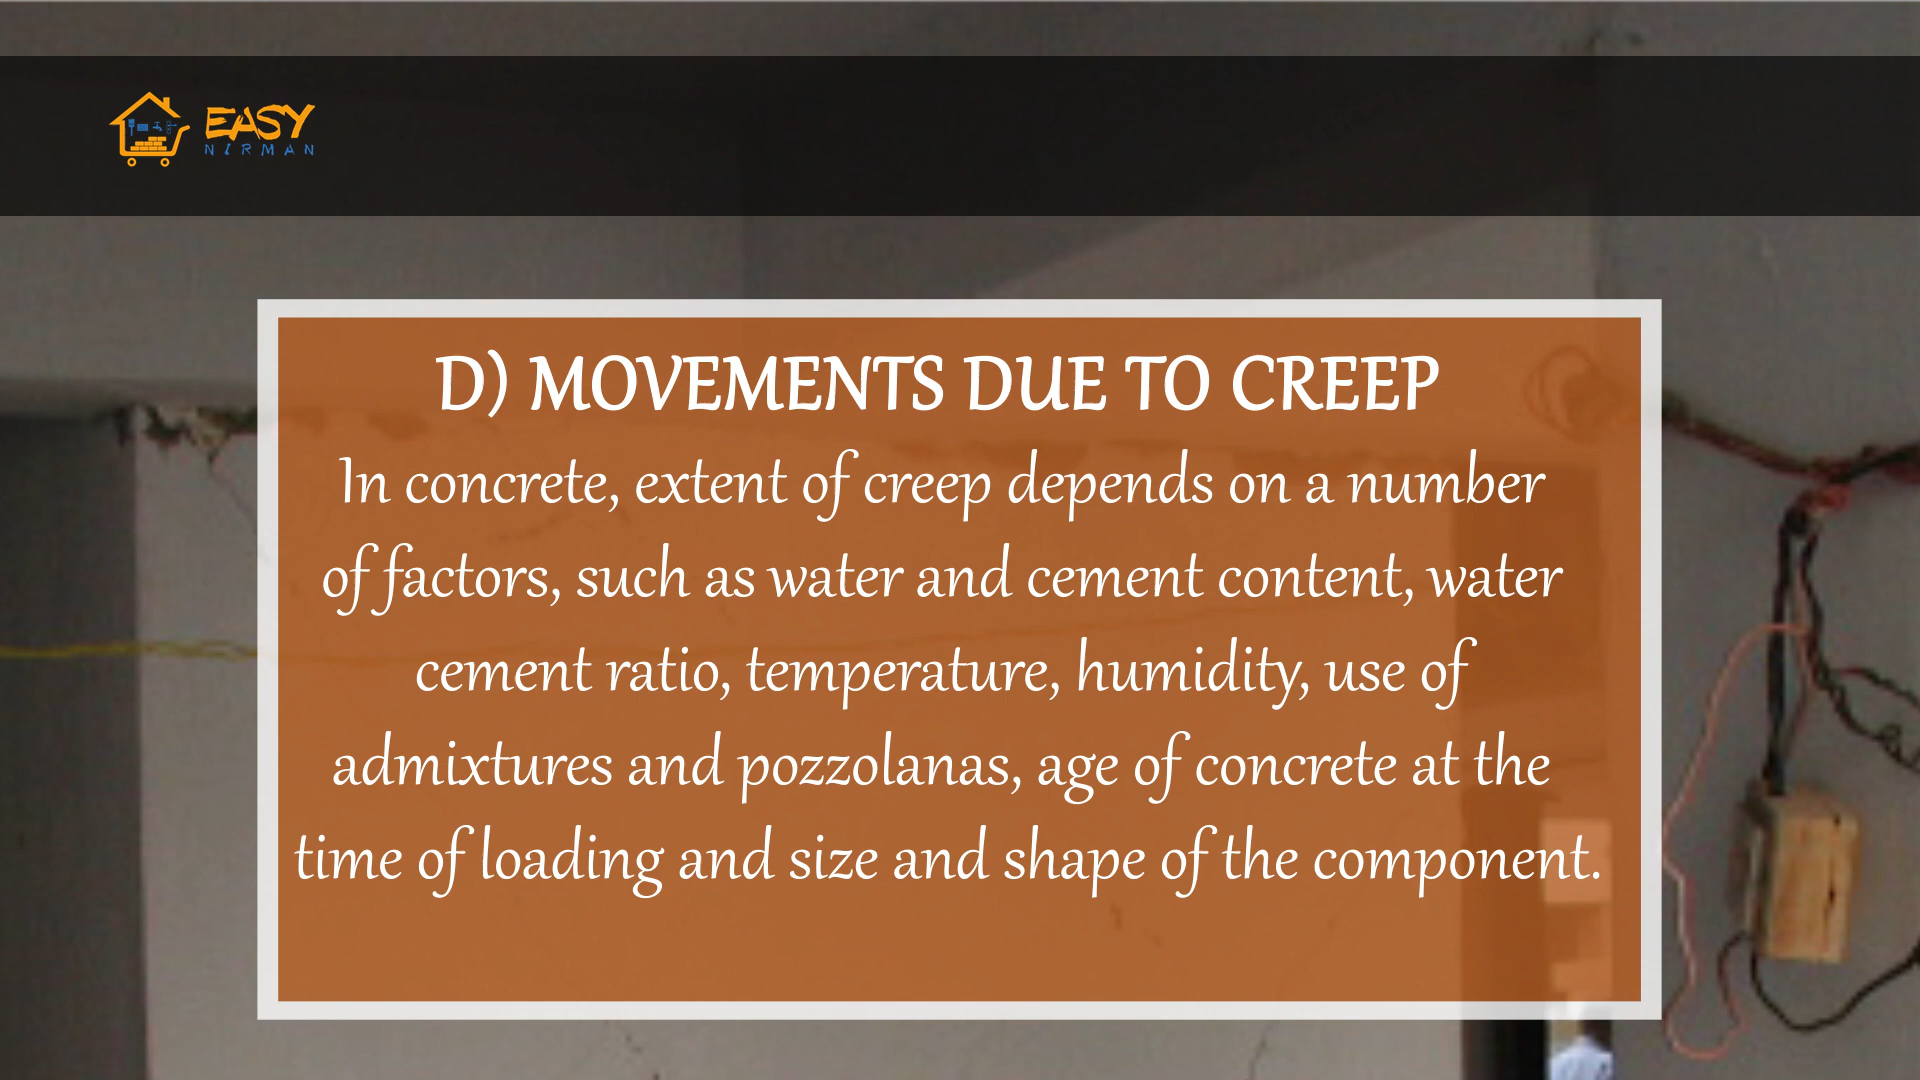 EASY
NIRMAN
D) MOVEMENTS DUE TO CREEP
In concrete, extent of creep depends on a number
of factors, such as water and cement content, water
cement ratio, temperature, humidity, use of
admixtures and pozzolanas, age of concrete at the
time of loading and size and shape of the component.